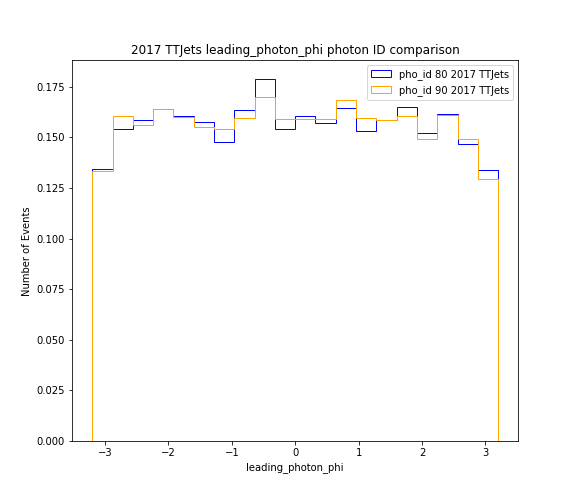 2017 TTJets leading_photon_phi photon ID comparison
pho_id 80 2017 TTJets
pho_id 90 2017 TTJets
Number of Events
0.175
0.150
0.125
0.100
0.075
0.050
0.025
0.000
−3 −2 −1 0 1 2 3
leading_photon_phi